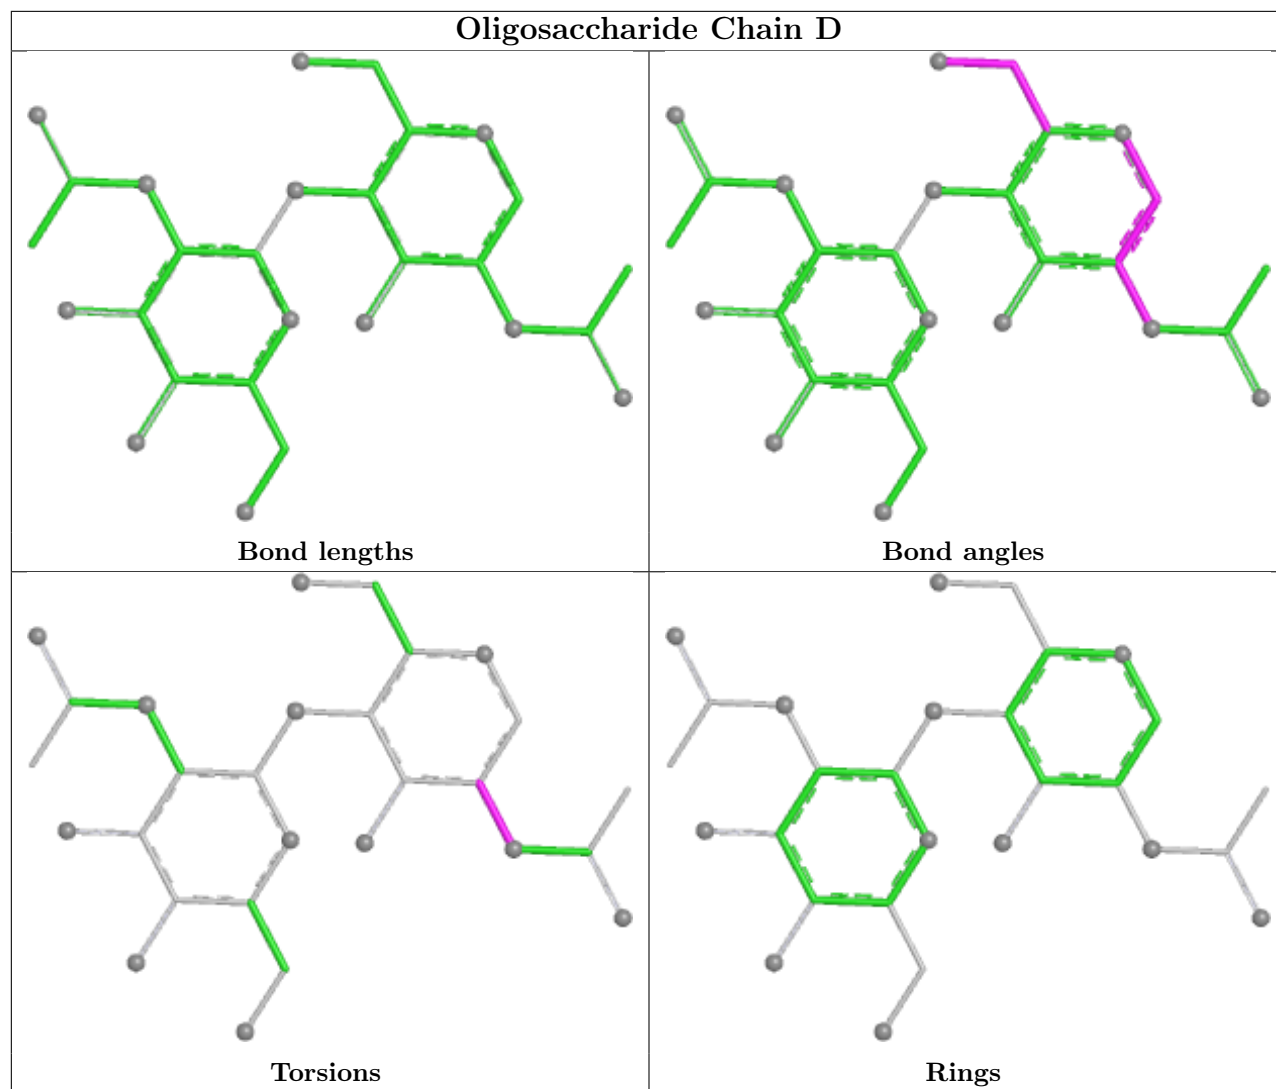 Oligosaccharide Chain D
Bond lengths
Bond angles
Torsions
Rings